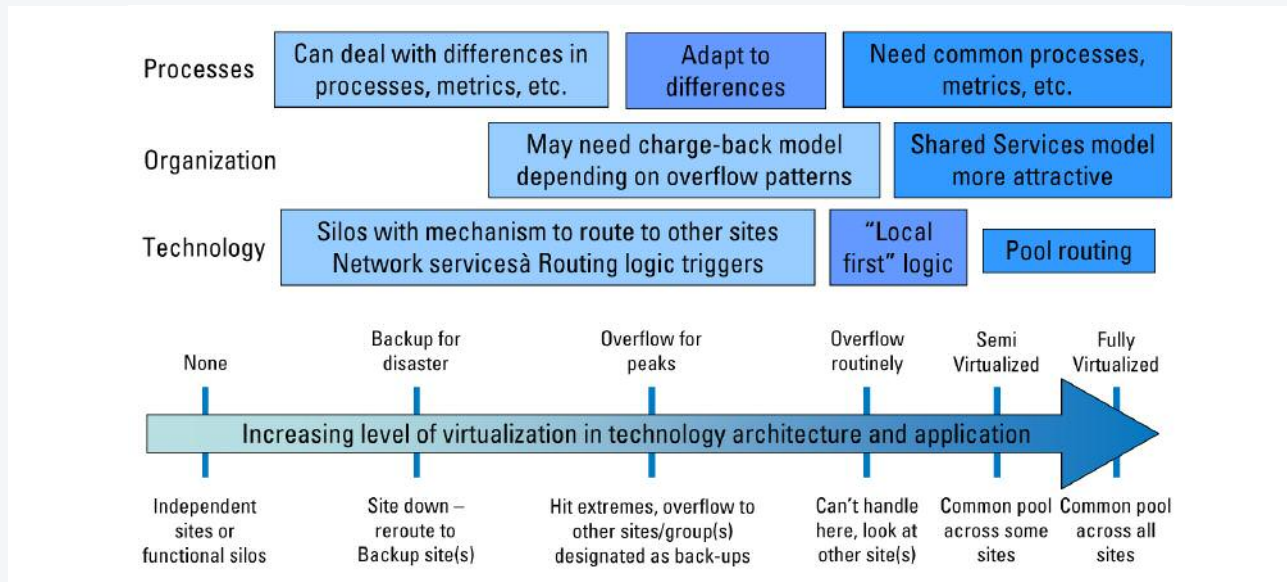 Processes
Can deal with differences in
processes, metrics, etc.
Adapt to
differences
Need common processes,
metrics, etc.
Organization
May need charge-back model
depending on overflow patterns
Shared Services model
more attractive
Technology
Silos with mechanism to route to other sites
Network servicesà Routing logic triggers
“Local
first” logic
Pool routing
None
Backup for
disaster
Overflow for
peaks
Overflow
routinely
Semi
Virtualized
Fully
Virtualized
Increasing level of virtualization in technology architecture and application
Independent
sites or
functional silos
Site down –
reroute to
Backup site(s)
Hit extremes, overflow to
other sites/group(s)
designated as back-ups
Can’t handle
here, look at
other site(s)
Common pool
across some
sites
Common pool
across all
sites